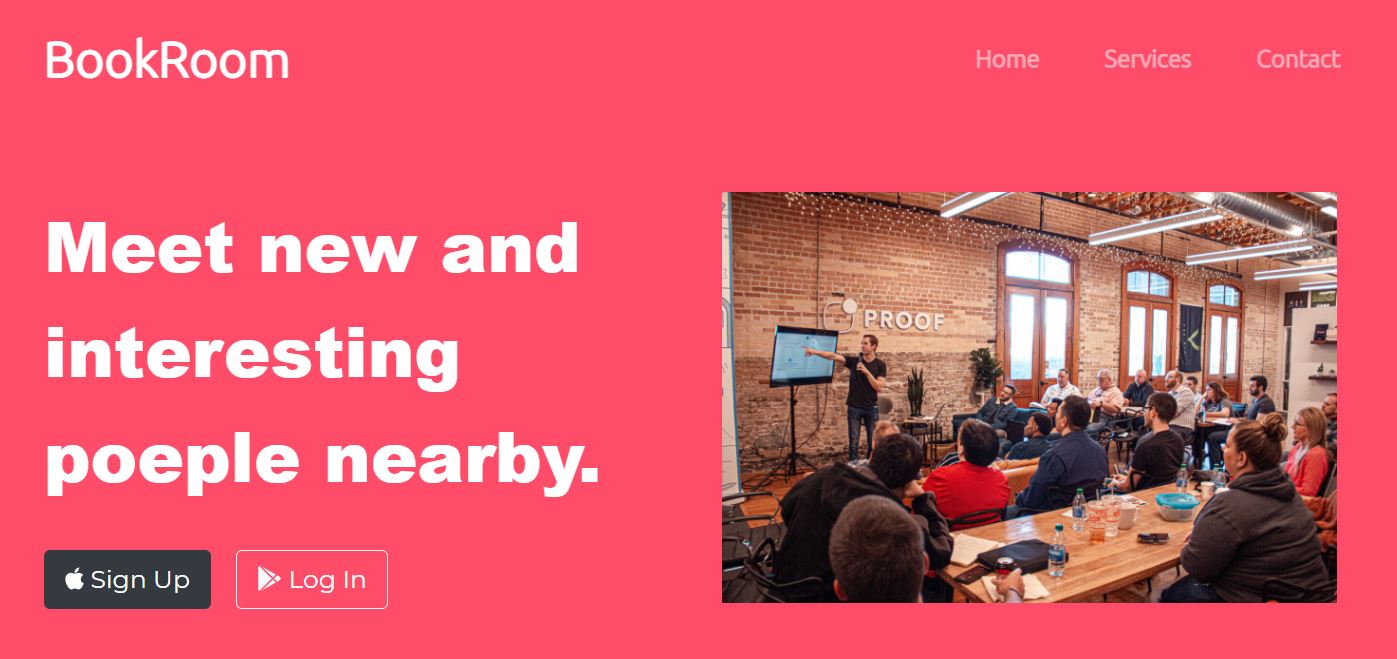 BookRoom
Home Services Contact
Meet new and
interesting
poeple nearby.
PROOF
Sign Up
Log In